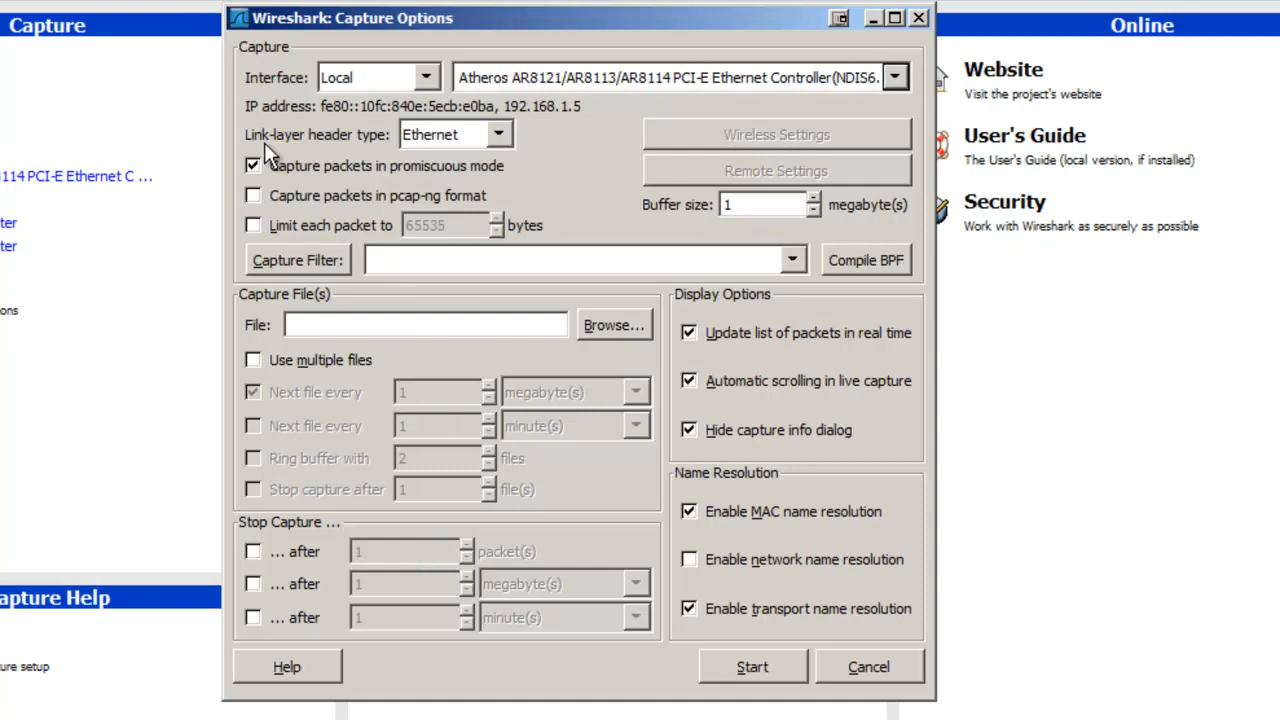 Capture
114 PCI-E Ethernet C ...
ter
ter
ons
apture Help
ure setup
Wireshark: Capture Options
Capture
Interface: Local Atheros AR8121/AR8113/AR8114 PCI-E Ethernet Controller(NDIS6.
IP address: fe80::10fc:840e:5ecb:e0ba, 192.168.1.5
Link-layer header type: Ethernet
Wireless Settings
Capture packets in promiscuous mode
Remote Settings
Capture packets in pcap-ng format
Buffer size: 1 megabyte(s)
Limit each packet to 65535 bytes
Capture Filter:
Compile BPF
Capture File(s)
File:
Browse...
Use multiple files
Next file every 1 megabyte(s)
Next file every 1 minute(s)
Ring buffer with 2 files
Stop capture after 1 file(s)
Stop Capture ...
... after 1 packet(s)
... after 1 megabyte(s)
... after 1 minute(s)
Display Options
Update list of packets in real time
Automatic scrolling in live capture
Hide capture info dialog
Name Resolution
Enable MAC name resolution
Enable network name resolution
Enable transport name resolution
Help
Start
Cancel
Online
Website
Visit the project's website
User's Guide
The User's Guide (local version, if installed)
Security
Work with Wireshark as securely as possible